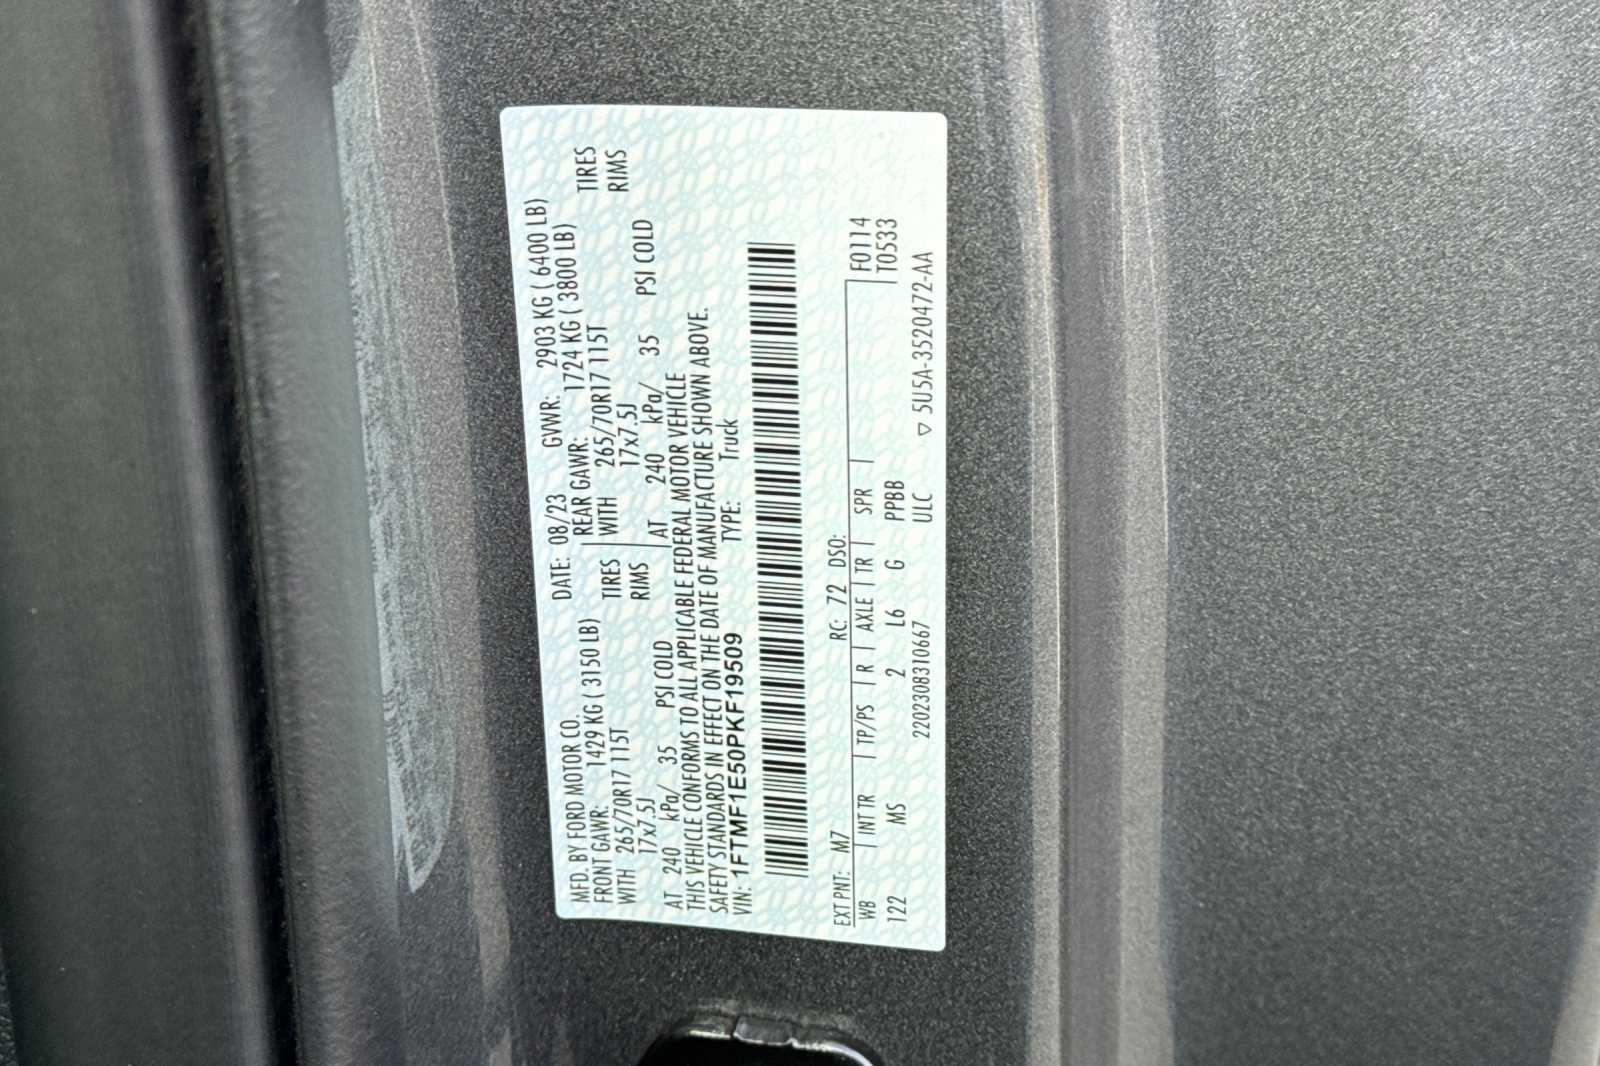 MFD. BY FORD MOTOR CO.
DATE: 08/23 GVWR: 2903 KG ( 6400 LB)
FRONT GAWR: 1429 KG ( 3150 LB) REAR GAWR: 1724 KG ( 3800 LB)
WITH 265/70R17 115T TIRES WITH 265/70R17 115T TIRES
17x7.5J RIMS 17x7.5J RIMS
AT 240 kPa/ 35 PSI COLD AT 240 kPa/ 35 PSI COLD
THIS VEHICLE CONFORMS TO ALL APPLICABLE FEDERAL MOTOR VEHICLE
SAFETY STANDARDS IN EFFECT ON THE DATE OF MANUFACTURE SHOWN ABOVE.
VIN: 1FTMF1E50PKF19509 TYPE: Truck
EXT PNT: M7 RC: 72 DSO: F0114
WB INT TR TP/PS R AXLE TR SPR T0533
122 MS 2 L6 G PPBB
220230831​0667 ULC ▽ 5U5A-3520472-AA